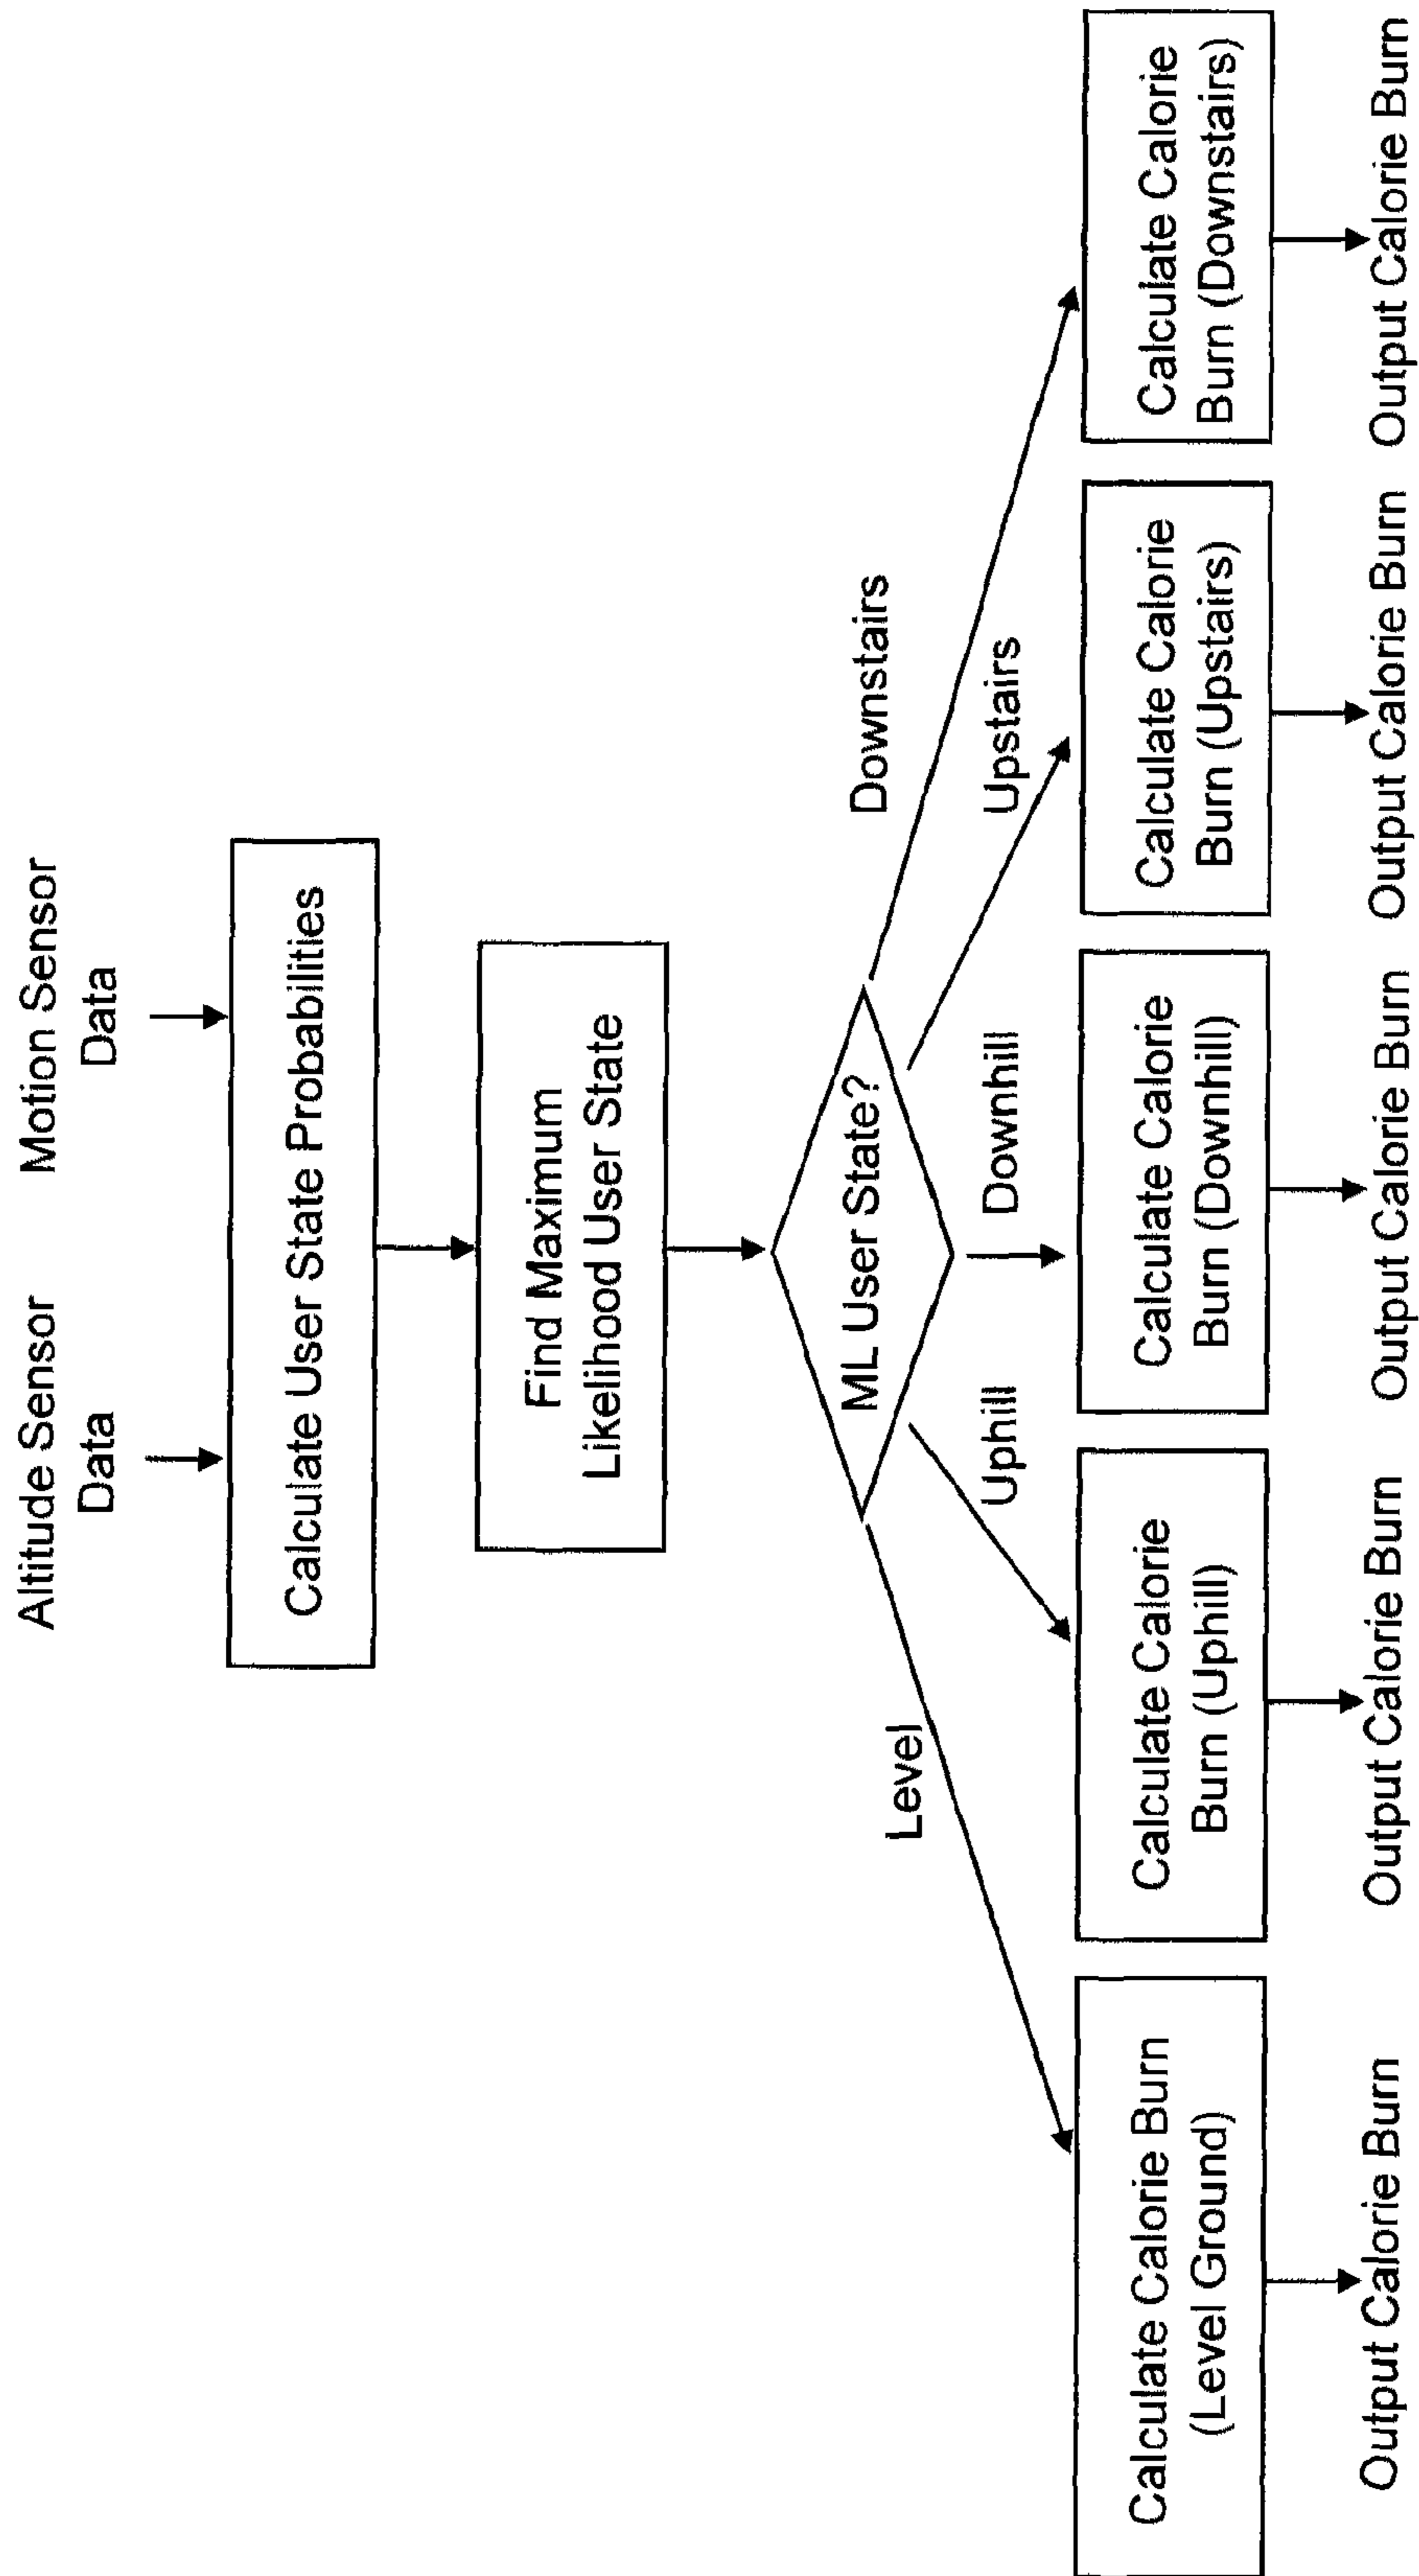 Altitude Sensor
Data
Motion Sensor
Data
Calculate User State Probabilities
Find Maximum
Likelihood User State
ML User State?
Level
Uphill
Downhill
Upstairs
Downstairs
Calculate Calorie Burn
(Level Ground)
Calculate Calorie
Burn (Uphill)
Calculate Calorie
Burn (Downhill)
Calculate Calorie
Burn (Upstairs)
Calculate Calorie
Burn (Downstairs)
Output Calorie Burn
Output Calorie Burn
Output Calorie Burn
Output Calorie Burn
Output Calorie Burn